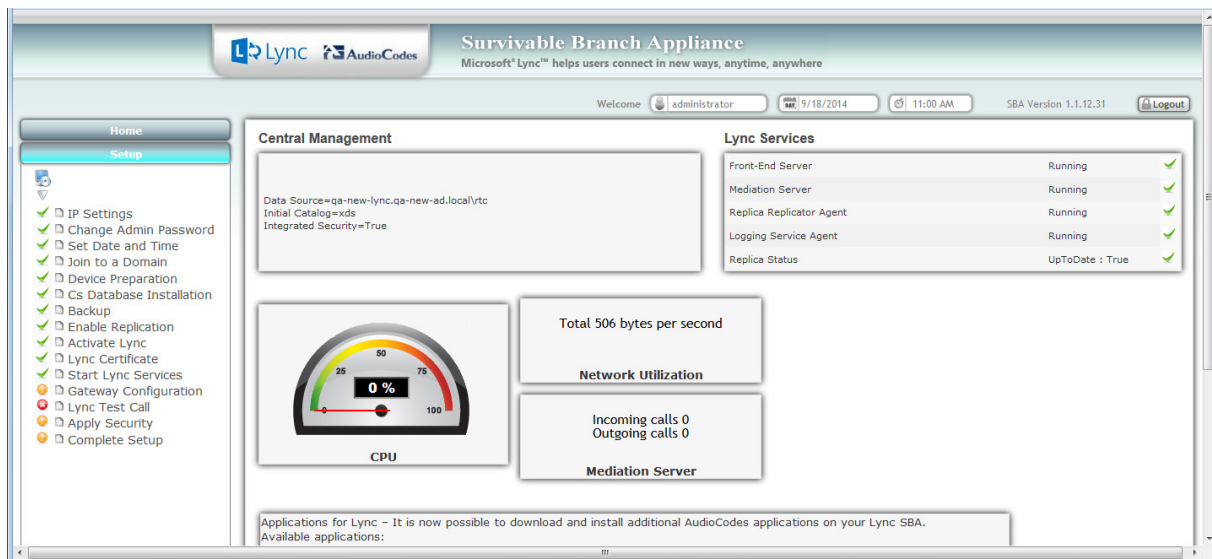 Lync AudioCodes
Survivable Branch Appliance
Microsoft® Lync™ helps users connect in new ways, anytime, anywhere
Welcome administrator 9/18/2014 11:00 AM SBA Version 1.1.12.31 Logout
Home
Setup
IP Settings
Change Admin Password
Set Date and Time
Join to a Domain
Device Preparation
Cs Database Installation
Backup
Enable Replication
Activate Lync
Lync Certificate
Start Lync Services
Gateway Configuration
Lync Test Call
Apply Security
Complete Setup
Central Management
Data Source=qa-new-lync.qa-new-ad.local\rtc
Initial Catalog=xds
Integrated Security=True
Lync Services
Front-End Server Running
Mediation Server Running
Replica Replicator Agent Running
Logging Service Agent Running
Replica Status UpToDate : True
0 25 50 75 100
0 %
CPU
Total 506 bytes per second
Network Utilization
Incoming calls 0
Outgoing calls 0
Mediation Server
Applications for Lync – It is now possible to download and install additional AudioCodes applications on your Lync SBA.
Available applications: